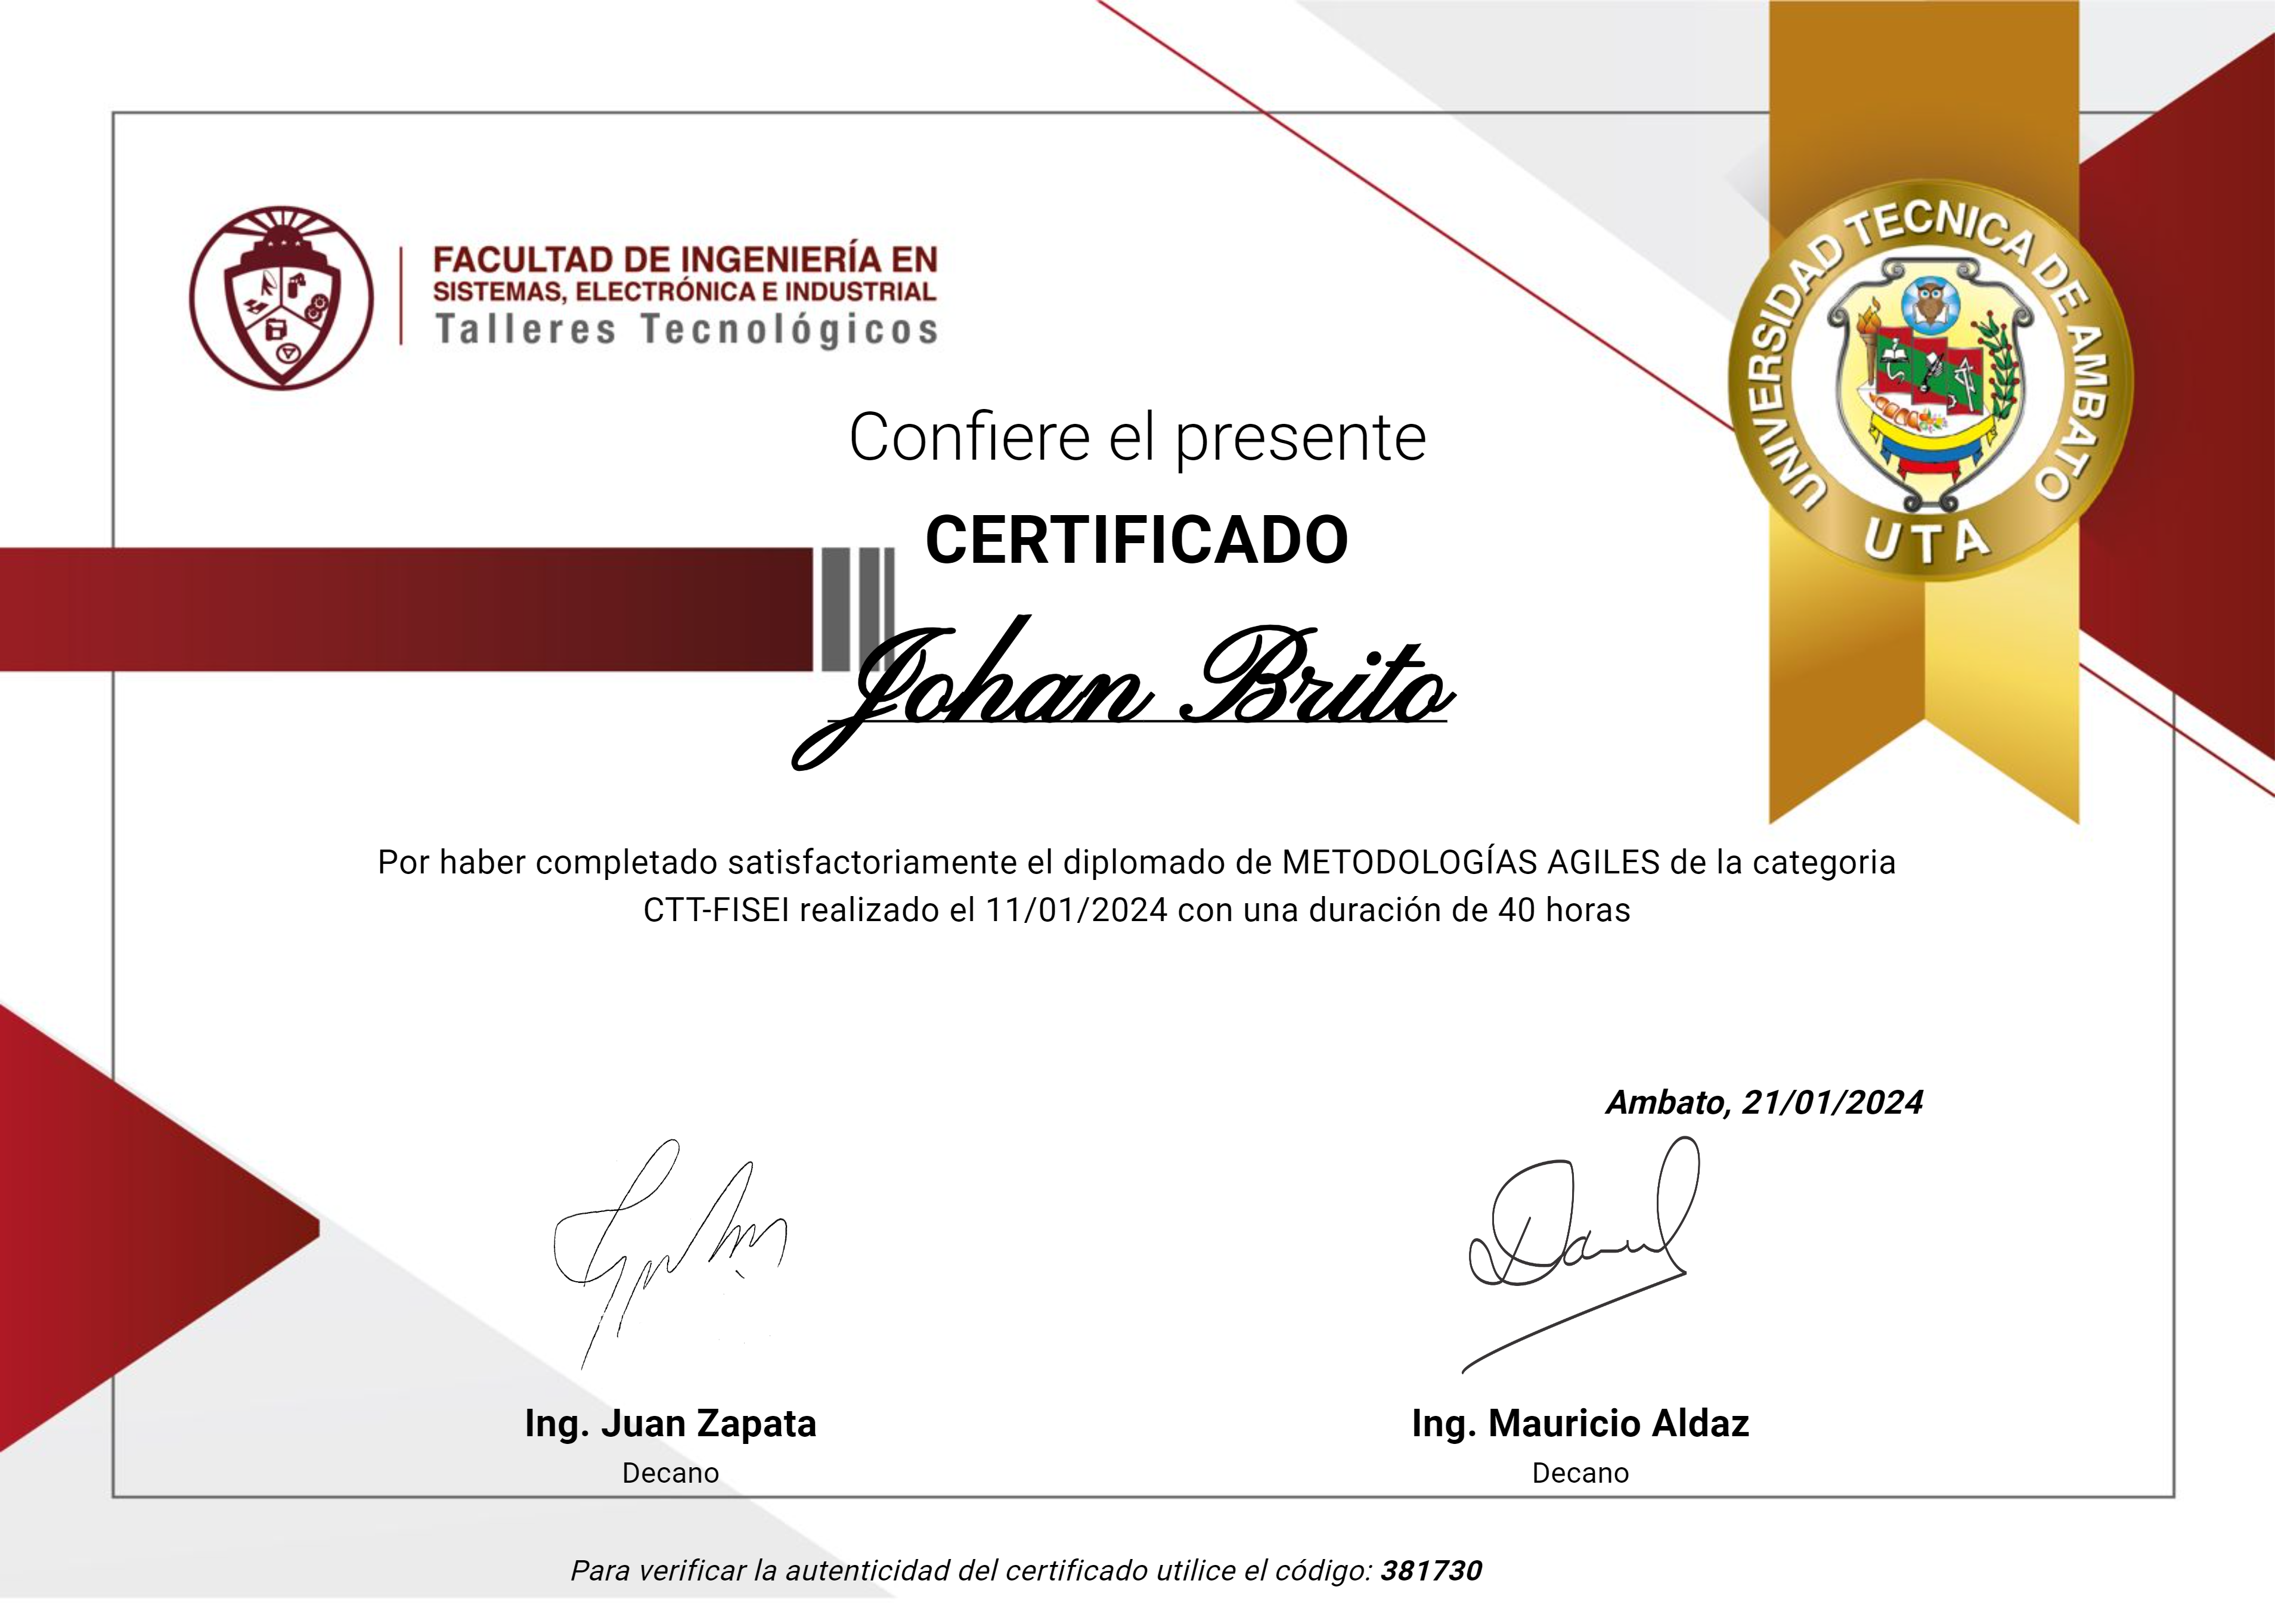 FACULTAD DE INGENIERÍA EN
SISTEMAS, ELECTRÓNICA E INDUSTRIAL
Talleres Tecnológicos
UNIVERSIDAD TECNICA DE AMBATO
UTA
Confiere el presente
CERTIFICADO
Johan Brito
Por haber completado satisfactoriamente el diplomado de METODOLOGÍAS AGILES de la categoria
CTT-FISEI realizado el 11/01/2024 con una duración de 40 horas
Ambato, 21/01/2024
Ing. Juan Zapata
Decano
Ing. Mauricio Aldaz
Decano
Para verificar la autenticidad del certificado utilice el código: 381730